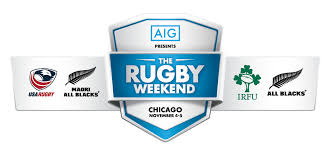 AIG
PRESENTS
THE
RUGBY
WEEKEND
CHICAGO
NOVEMBER 4-5
USA RUGBY
MAORI
ALL BLACKS
IRFU
ALL BLACKS